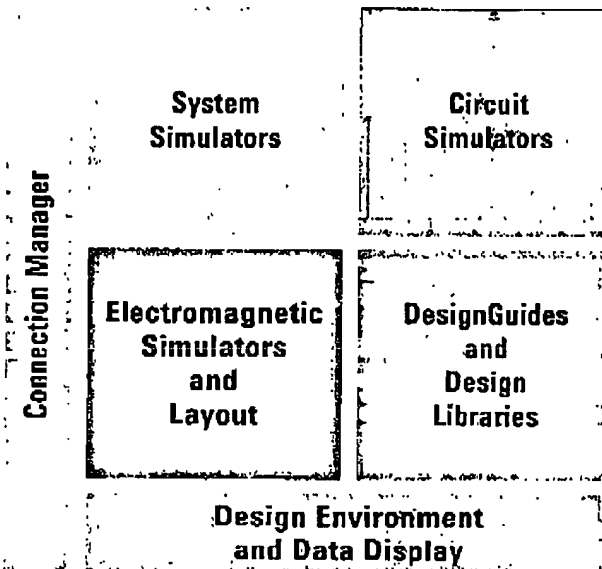 System
Simulators
Circuit
Simulators
Connection Manager
Electromagnetic
Simulators
and
Layout
DesignGuides
and
Design
Libraries
Design Environment
and Data Display